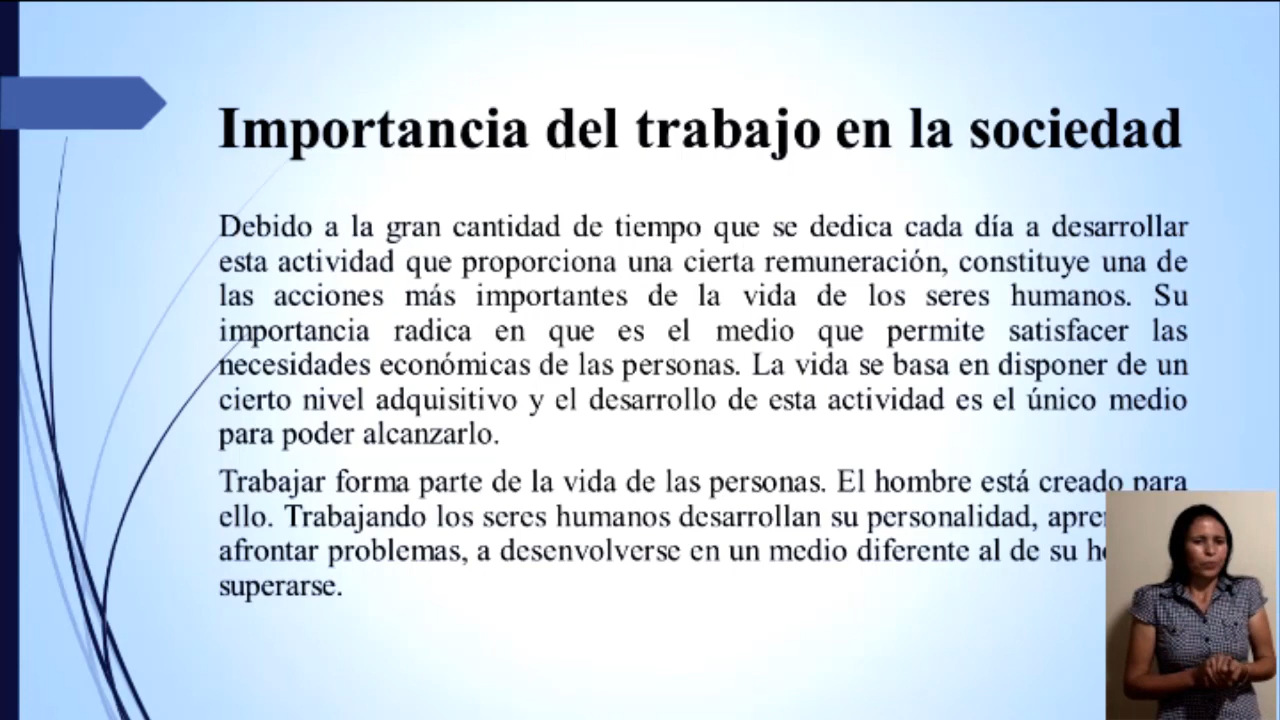 Importancia del trabajo en la sociedad
Debido a la gran cantidad de tiempo que se dedica cada día a desarrollar
esta actividad que proporciona una cierta remuneración, constituye una de
las acciones más importantes de la vida de los seres humanos. Su
importancia radica en que es el medio que permite satisfacer las
necesidades económicas de las personas. La vida se basa en disponer de un
cierto nivel adquisitivo y el desarrollo de esta actividad es el único medio
para poder alcanzarlo.
Trabajar forma parte de la vida de las personas. El hombre está creado para
ello. Trabajando los seres humanos desarrollan su personalidad,
afrontar problemas, a desenvolverse en un medio diferente al de su
superarse.